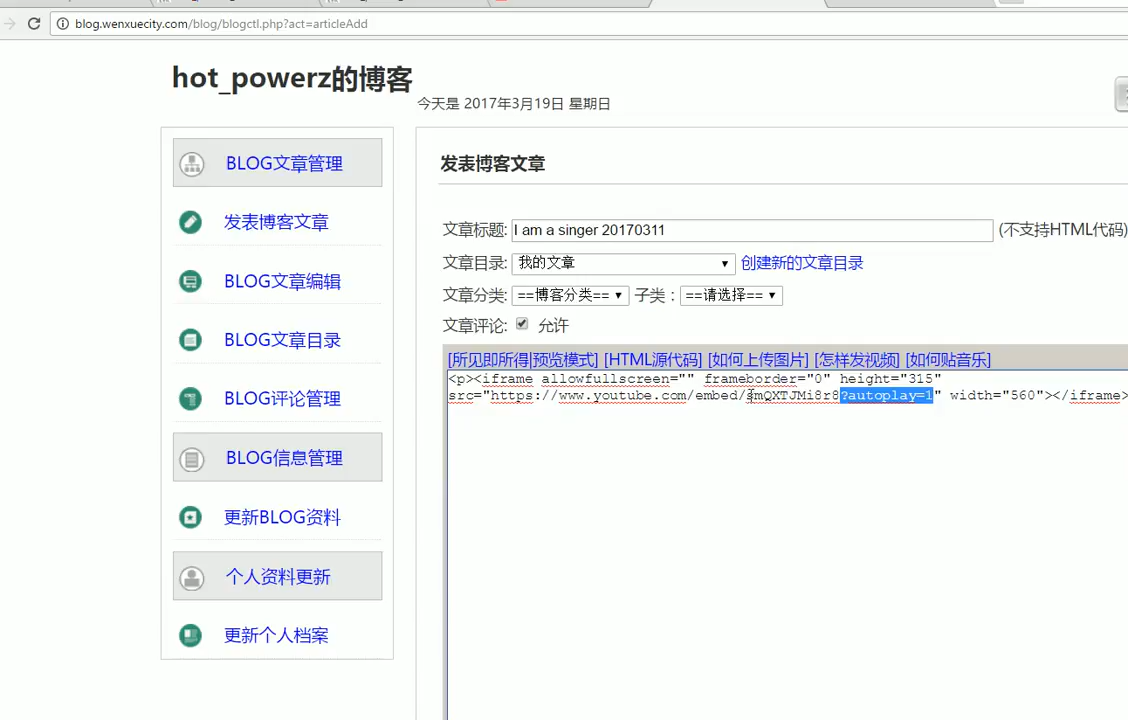 blog.wenxuecity.com/blog/blogctl.php?act=articleAdd
hot_powerz的博客
今天是 2017年3月19日 星期日
BLOG文章管理
发表博客文章
BLOG文章编辑
BLOG文章目录
BLOG评论管理
BLOG信息管理
更新BLOG资料
个人资料更新
更新个人档案
发表博客文章
文章标题: I am a singer 20170311 (不支持HTML代码)
文章目录: 我的文章 创建新的文章目录
文章分类: ==博客分类== 子类： ==请选择==
文章评论: 允许
[所见即所得|预览模式] [HTML源代码] [如何上传图片] [怎样发视频] [如何贴音乐]
<p><iframe allowfullscreen="" frameborder="0" height="315"
src="https://www.youtube.com/embed/smQXTJMi8r8?autoplay=1" width="560"></iframe>